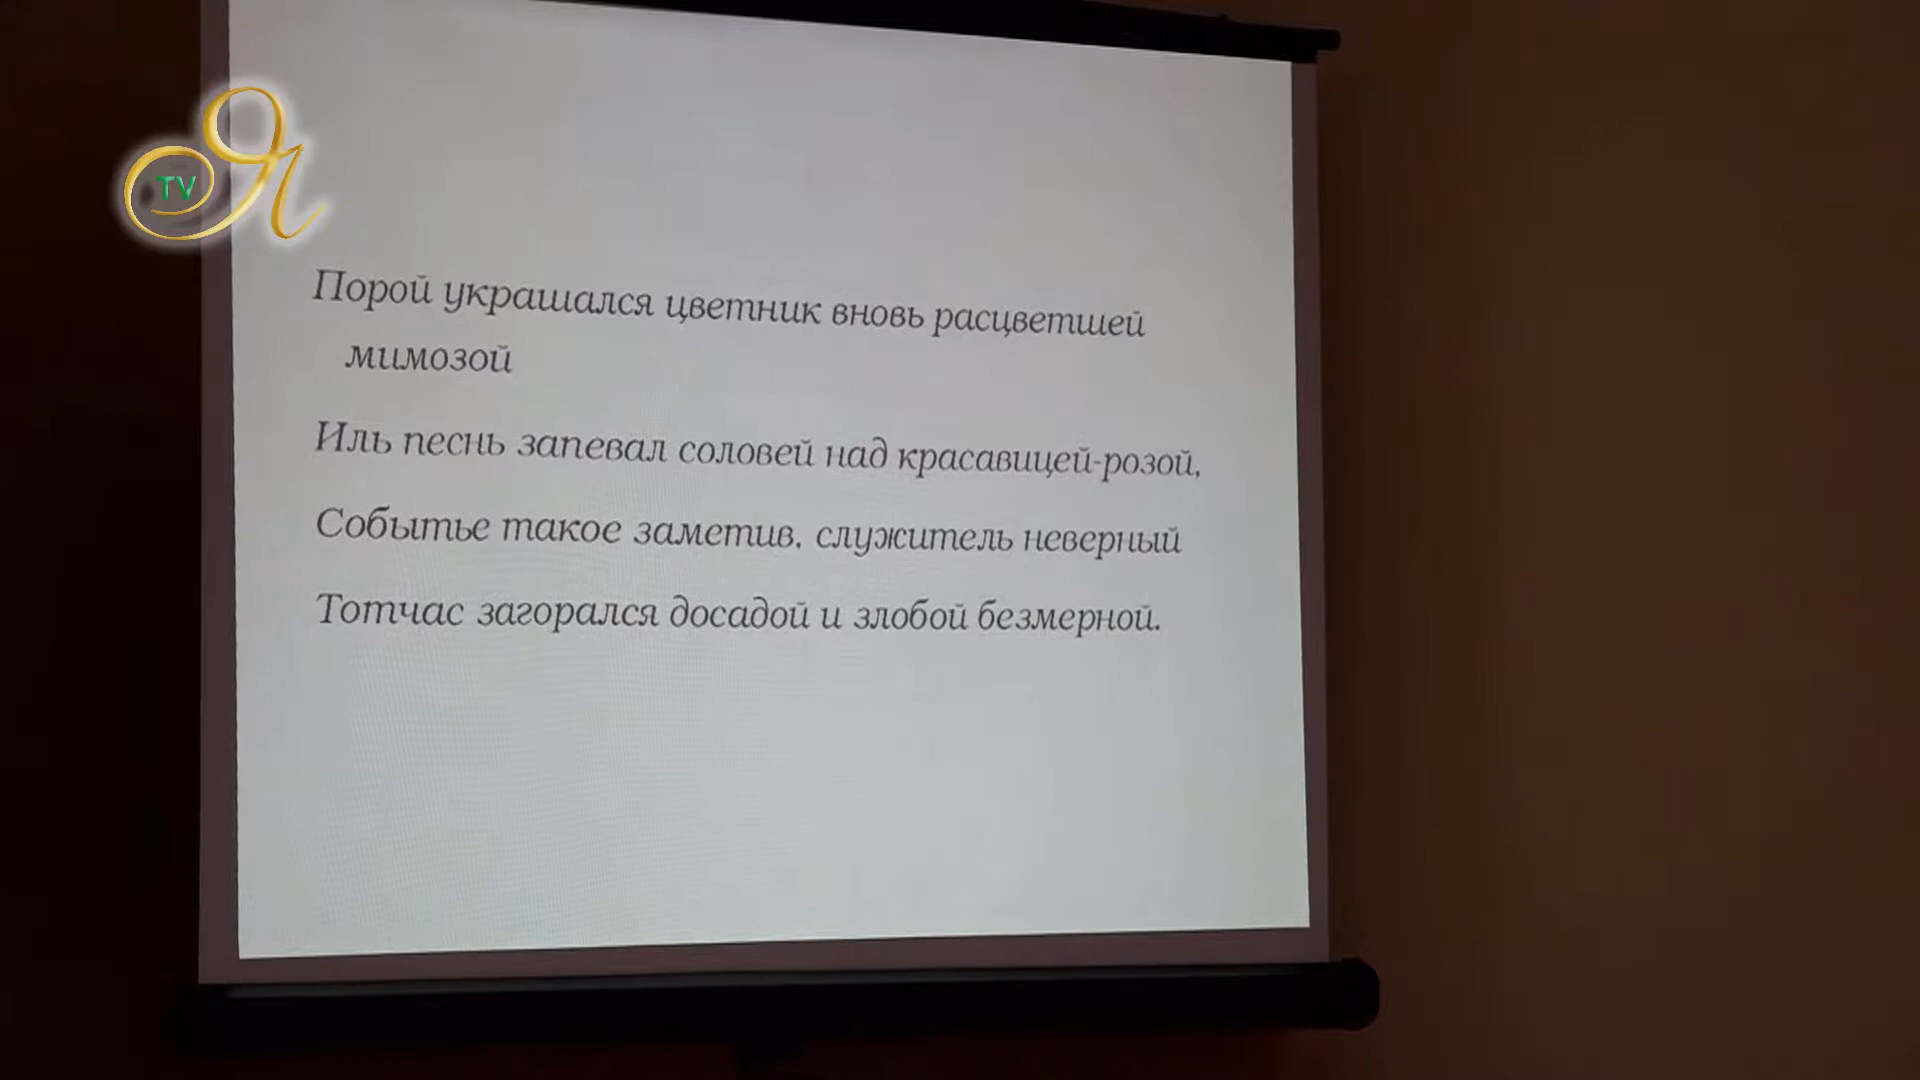 Я
TV
Порой украшался цветник вновь расцветшей
мимозой
Иль песнь запевал соловей над красавицей-розой,
Событье такое заметив, служитель неверный
Тотчас загорался досадой и злобой безмерной.